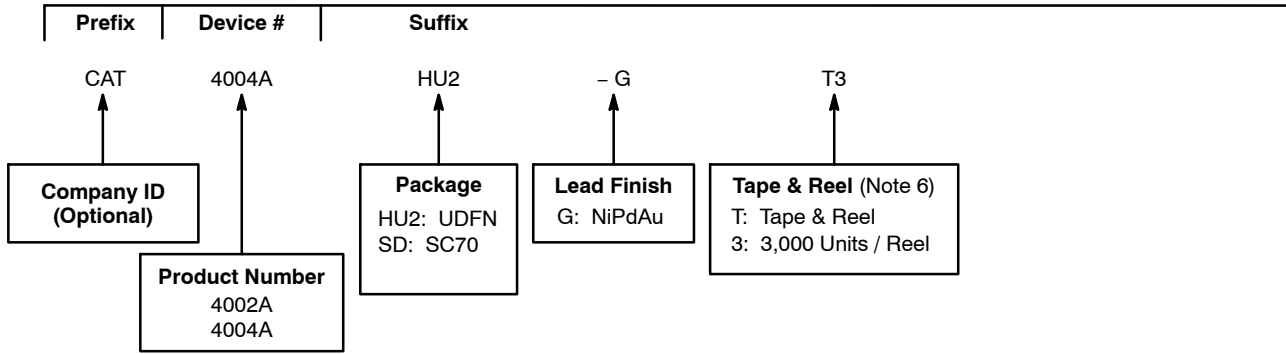 Prefix Device # Suffix
CAT 4004A HU2 – G T3
Company ID
(Optional)
Product Number
4002A
4004A
Package
HU2: UDFN
SD: SC70
Lead Finish
G: NiPdAu
Tape & Reel (Note 6)
T: Tape & Reel
3: 3,000 Units / Reel